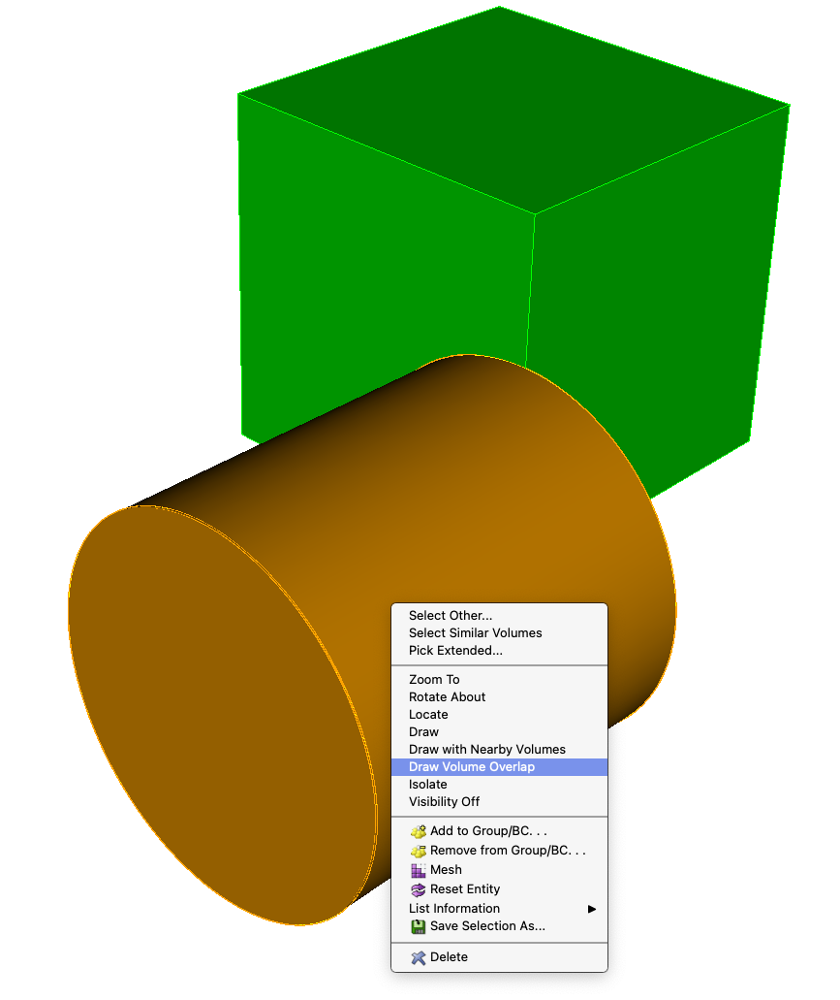 Select Other...
Select Similar Volumes
Pick Extended...
Zoom To
Rotate About
Locate
Draw
Draw with Nearby Volumes
Draw Volume Overlap
Isolate
Visibility Off
Add to Group/BC. . .
Remove from Group/BC. . .
Mesh
Reset Entity
List Information
Save Selection As...
Delete